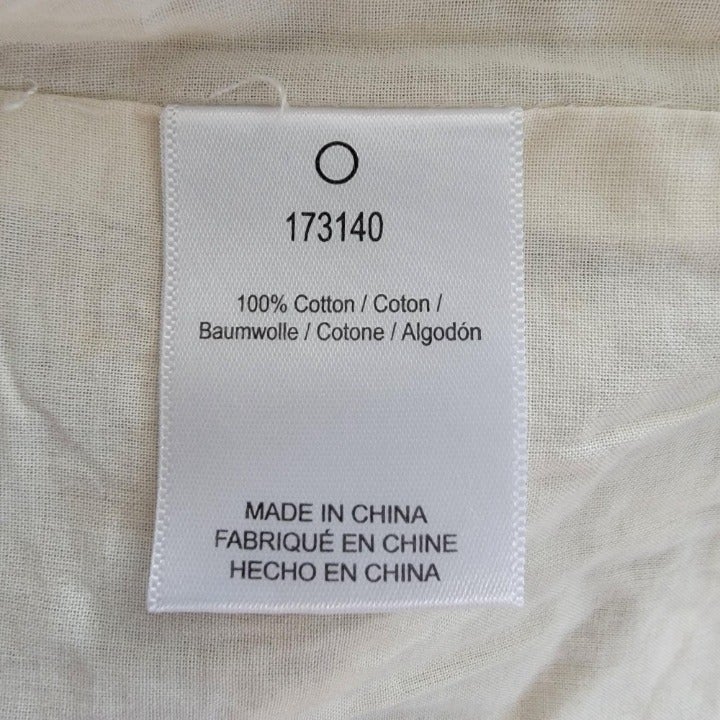 173140
100% Cotton / Coton /
Baumwolle / Cotone / Algodón
MADE IN CHINA
FABRIQUÉ EN CHINE
HECHO EN CHINA